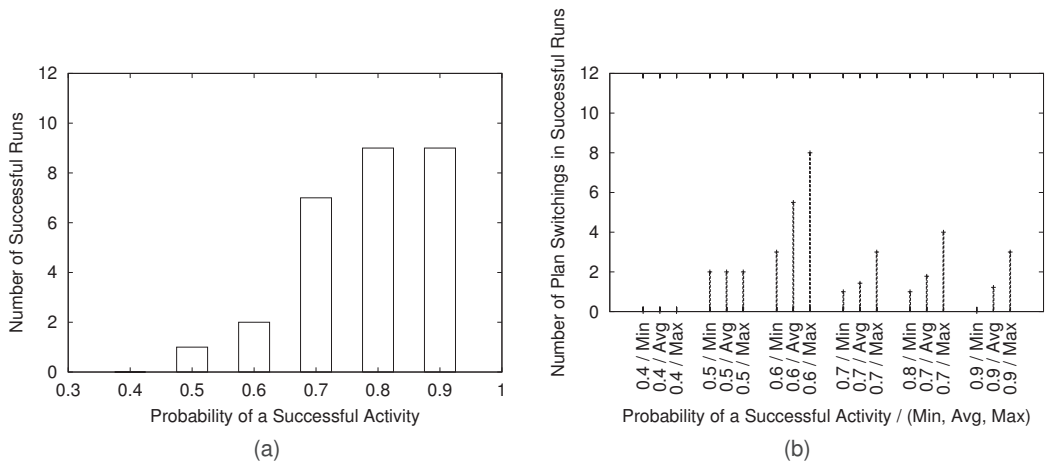 Number of Successful Runs
12
10
8
6
4
2
0
0.3 0.4 0.5 0.6 0.7 0.8 0.9 1
Probability of a Successful Activity
(a)
Number of Plan Switchings in Successful Runs
12
10
8
6
4
2
0
0.4 / Min
0.4 / Avg
0.4 / Max
0.5 / Min
0.5 / Avg
0.5 / Max
0.6 / Min
0.6 / Avg
0.6 / Max
0.7 / Min
0.7 / Avg
0.7 / Max
0.8 / Min
0.7 / Avg
0.7 / Max
0.9 / Min
0.9 / Avg
0.9 / Max
Probability of a Successful Activity / (Min, Avg, Max)
(b)